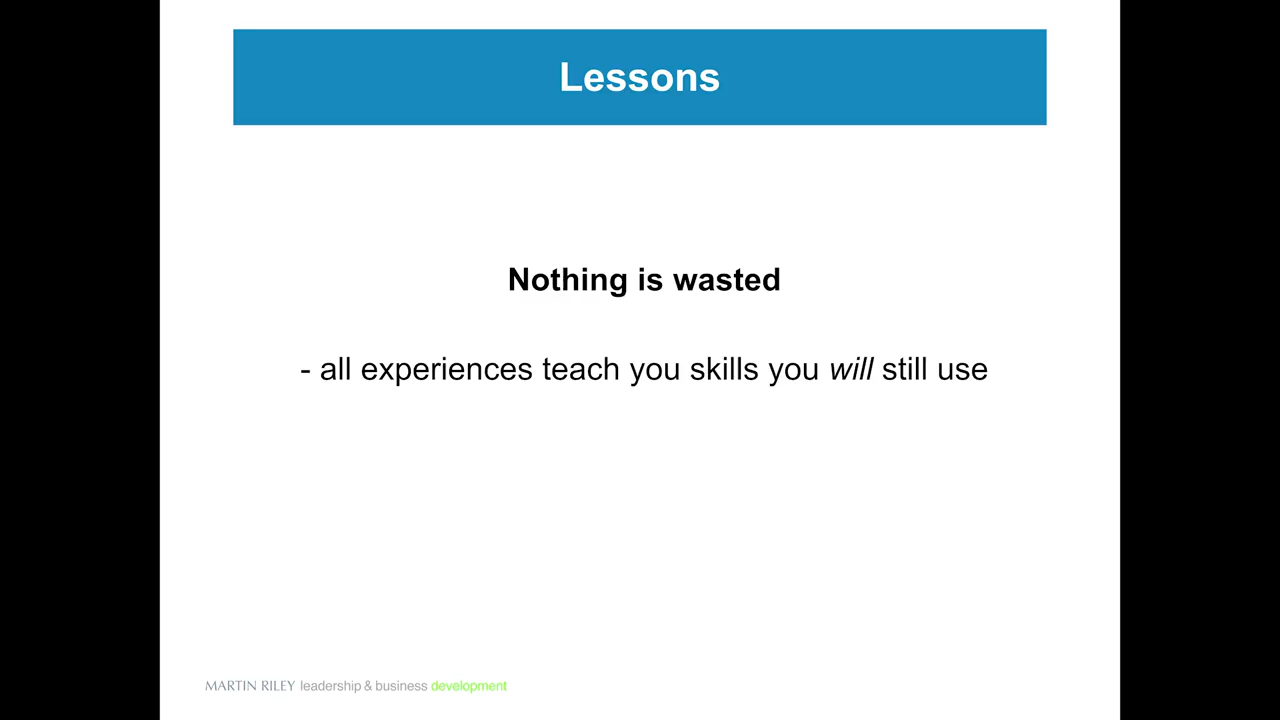 Lessons
Nothing is wasted
- all experiences teach you skills you will still use
MARTIN RILEY leadership & business development